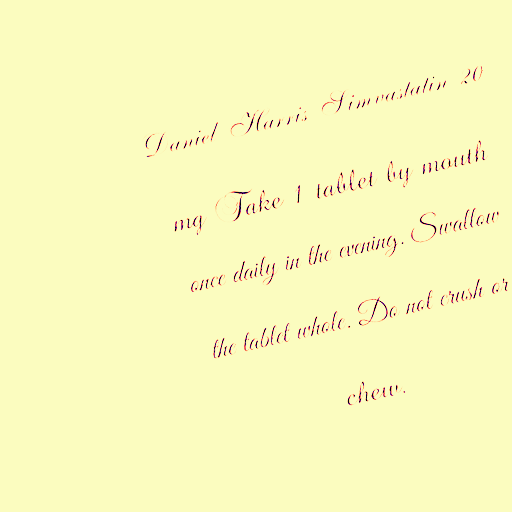 Daniel Harris Simvastatin 20
mg Take 1 tablet by mouth
once daily in the evening. Swallow
the tablet whole. Do not crush or
chew.